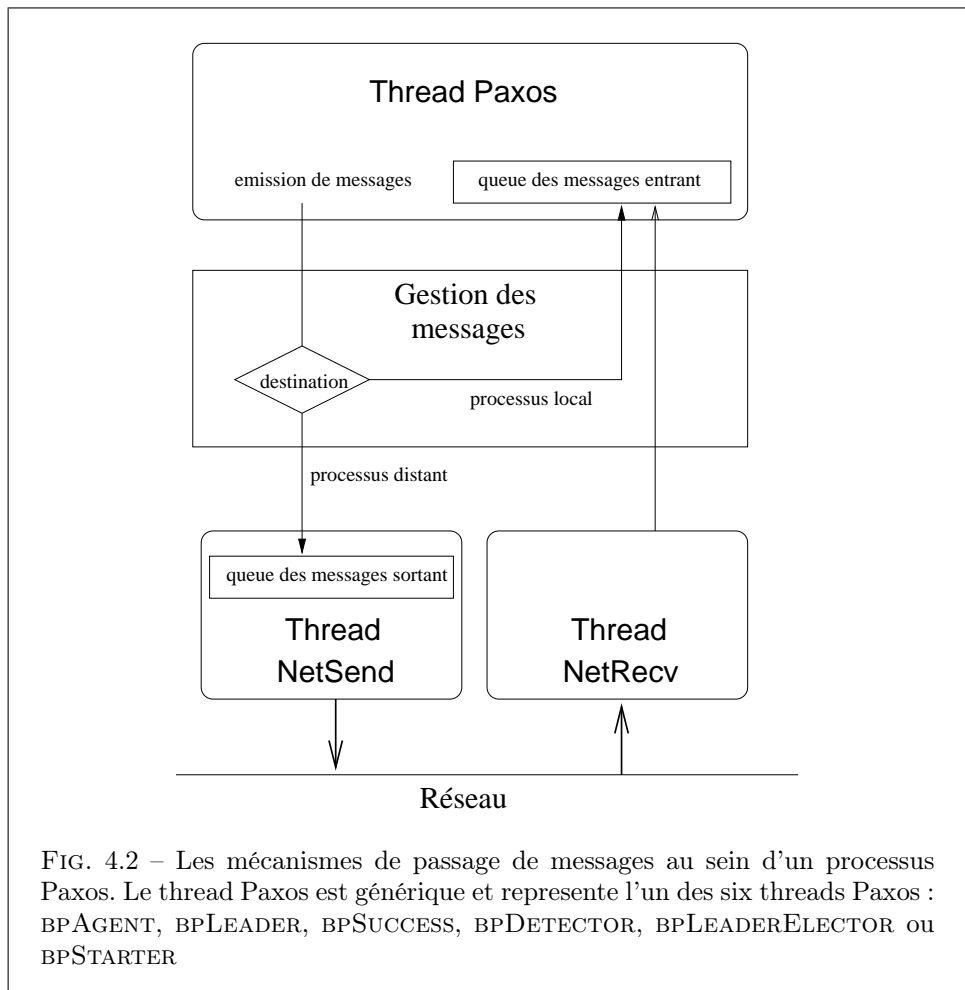 Thread Paxos
emission de messages
queue des messages entrant
Gestion des
messages
destination
processus local
processus distant
queue des messages sortant
Thread
NetSend
Thread
NetRecv
Réseau
FIG. 4.2 – Les mécanismes de passage de messages au sein d'un processus
Paxos. Le thread Paxos est générique et represente l'un des six threads Paxos :
BPAGENT, BPLEADER, BPSUCCESS, BPDETECTOR, BPLEADERELECTOR ou
BPSTARTER